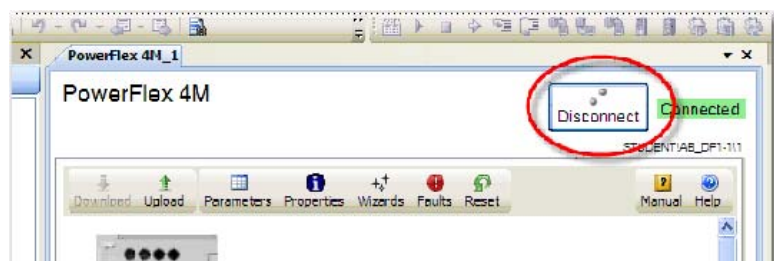 PowerFlex 4M_1
PowerFlex 4M
Disconnect
Connected
STUDENT!AB_DF1-1\1
Download Upload Parameters Properties Wizards Faults Reset Manual Help